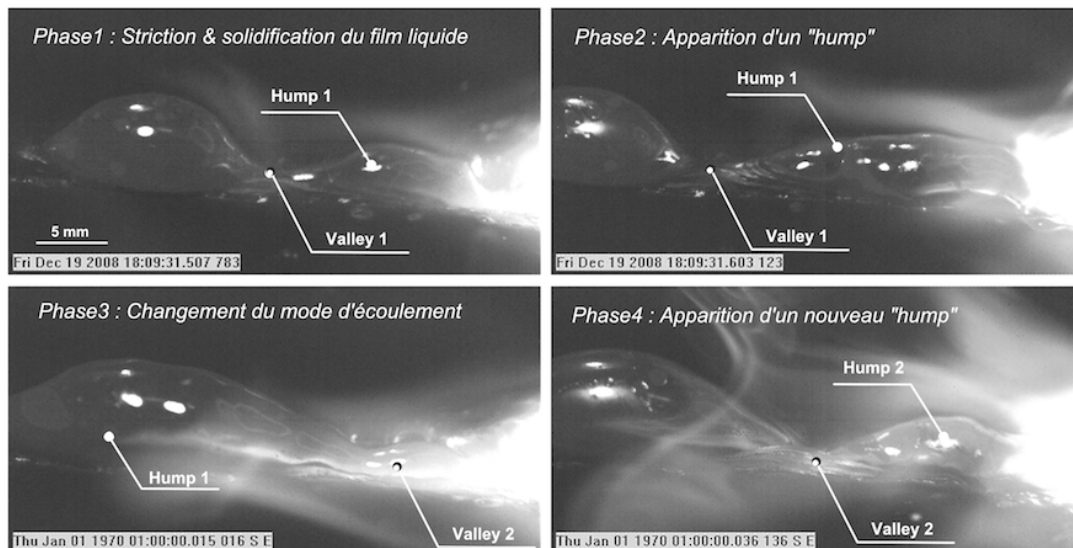 Phase1 : Striction & solidification du film liquide
Hump 1
Valley 1
5 mm
Fri Dec 19 2008 18:09:31.507 783
Phase2 : Apparition d'un "hump"
Hump 1
Valley 1
Fri Dec 19 2008 18:09:31.603 123
Phase3 : Changement du mode d'écoulement
Hump 1
Valley 2
Thu Jan 01 1970 01:00:00.015 016 S E
Phase4 : Apparition d'un nouveau "hump"
Hump 2
Valley 2
Thu Jan 01 1970 01:00:00.036 136 S E